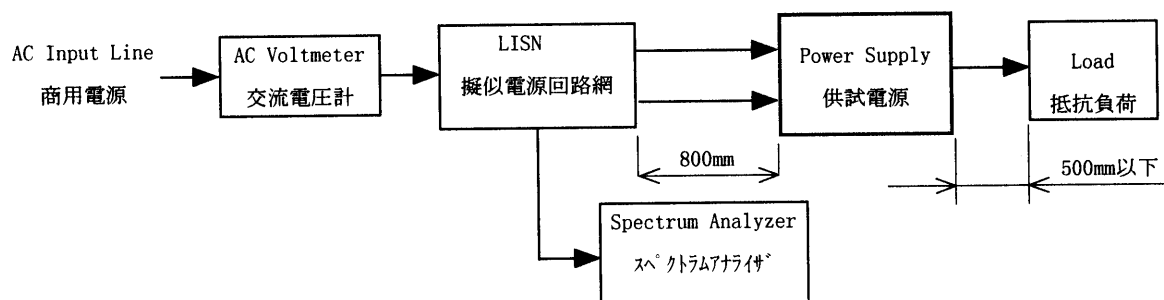 AC Input Line
商用電源
AC Voltmeter
交流電圧計
LISN
擬似電源回路網
Power Supply
供試電源
Load
抵抗負荷
800mm
500mm以下
Spectrum Analyzer
ｽﾍﾟｸﾄﾗﾑｱﾅﾗｲｻﾞ